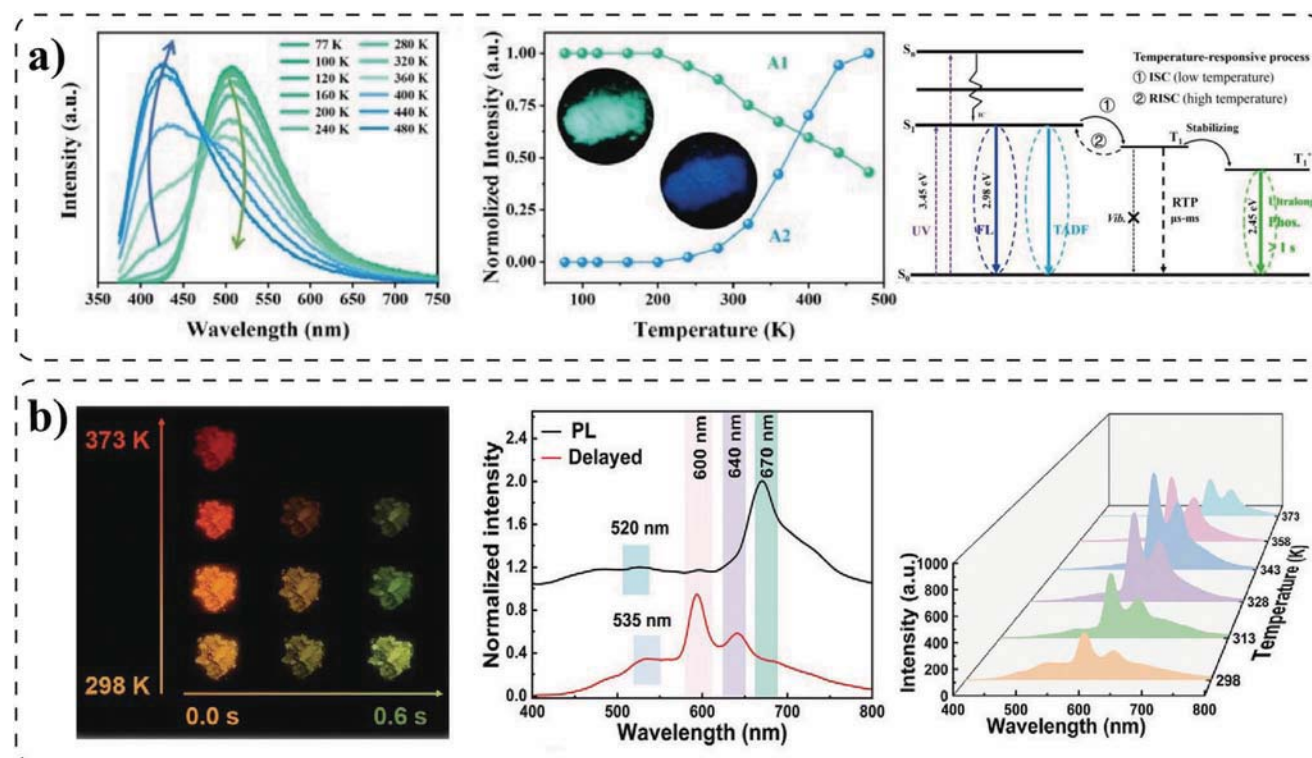 a)
Intensity (a.u.)
77 K
100 K
120 K
160 K
200 K
240 K
280 K
320 K
360 K
400 K
440 K
480 K
350 400 450 500 550 600 650 700 750
Wavelength (nm)
Normolized Intensity (a.u.)
1.00
0.75
0.50
0.25
0.00
A1
A2
100 200 300 400 500
Temperature (K)
Temperature-responsive process
① ISC (low temperature)
② RISC (high temperature)
Sn
S1
IC
①
②
T1
Stabilizing
T1*
3.45 eV
UV
2.98 eV
FL
TADF
Vib.
RTP
μs-ms
2.45 eV
Ultralong
Phos.
> 1 s
S0
b)
373 K
298 K
0.0 s
0.6 s
Normalized intensity
2.4
2.0
1.6
1.2
0.8
0.4
0.0
PL
Delayed
520 nm
535 nm
600 nm
640 nm
670 nm
400 500 600 700 800
Wavelength (nm)
Intensity (a.u.)
1000
800
600
400
200
0
400 500 600 700 800
Wavelength (nm)
373
358
343
328
313
298
Temperature (K)